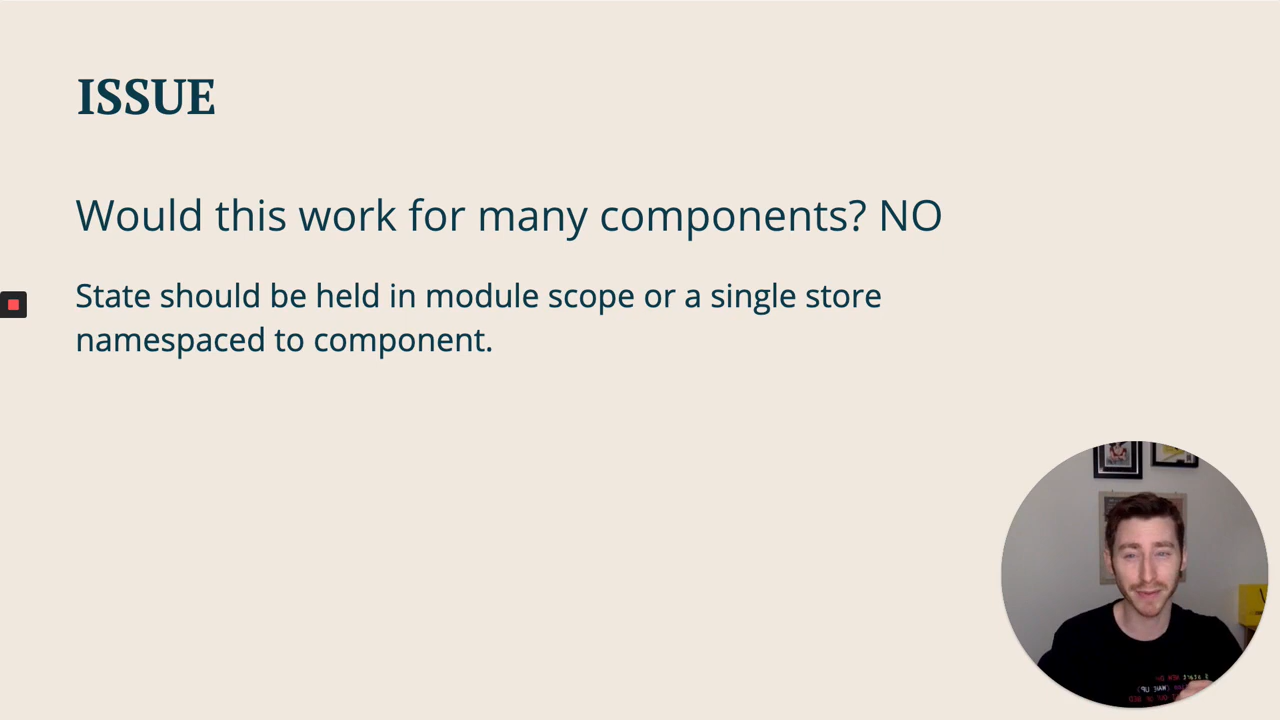 ISSUE
Would this work for many components? NO
State should be held in module scope or a single store
namespaced to component.